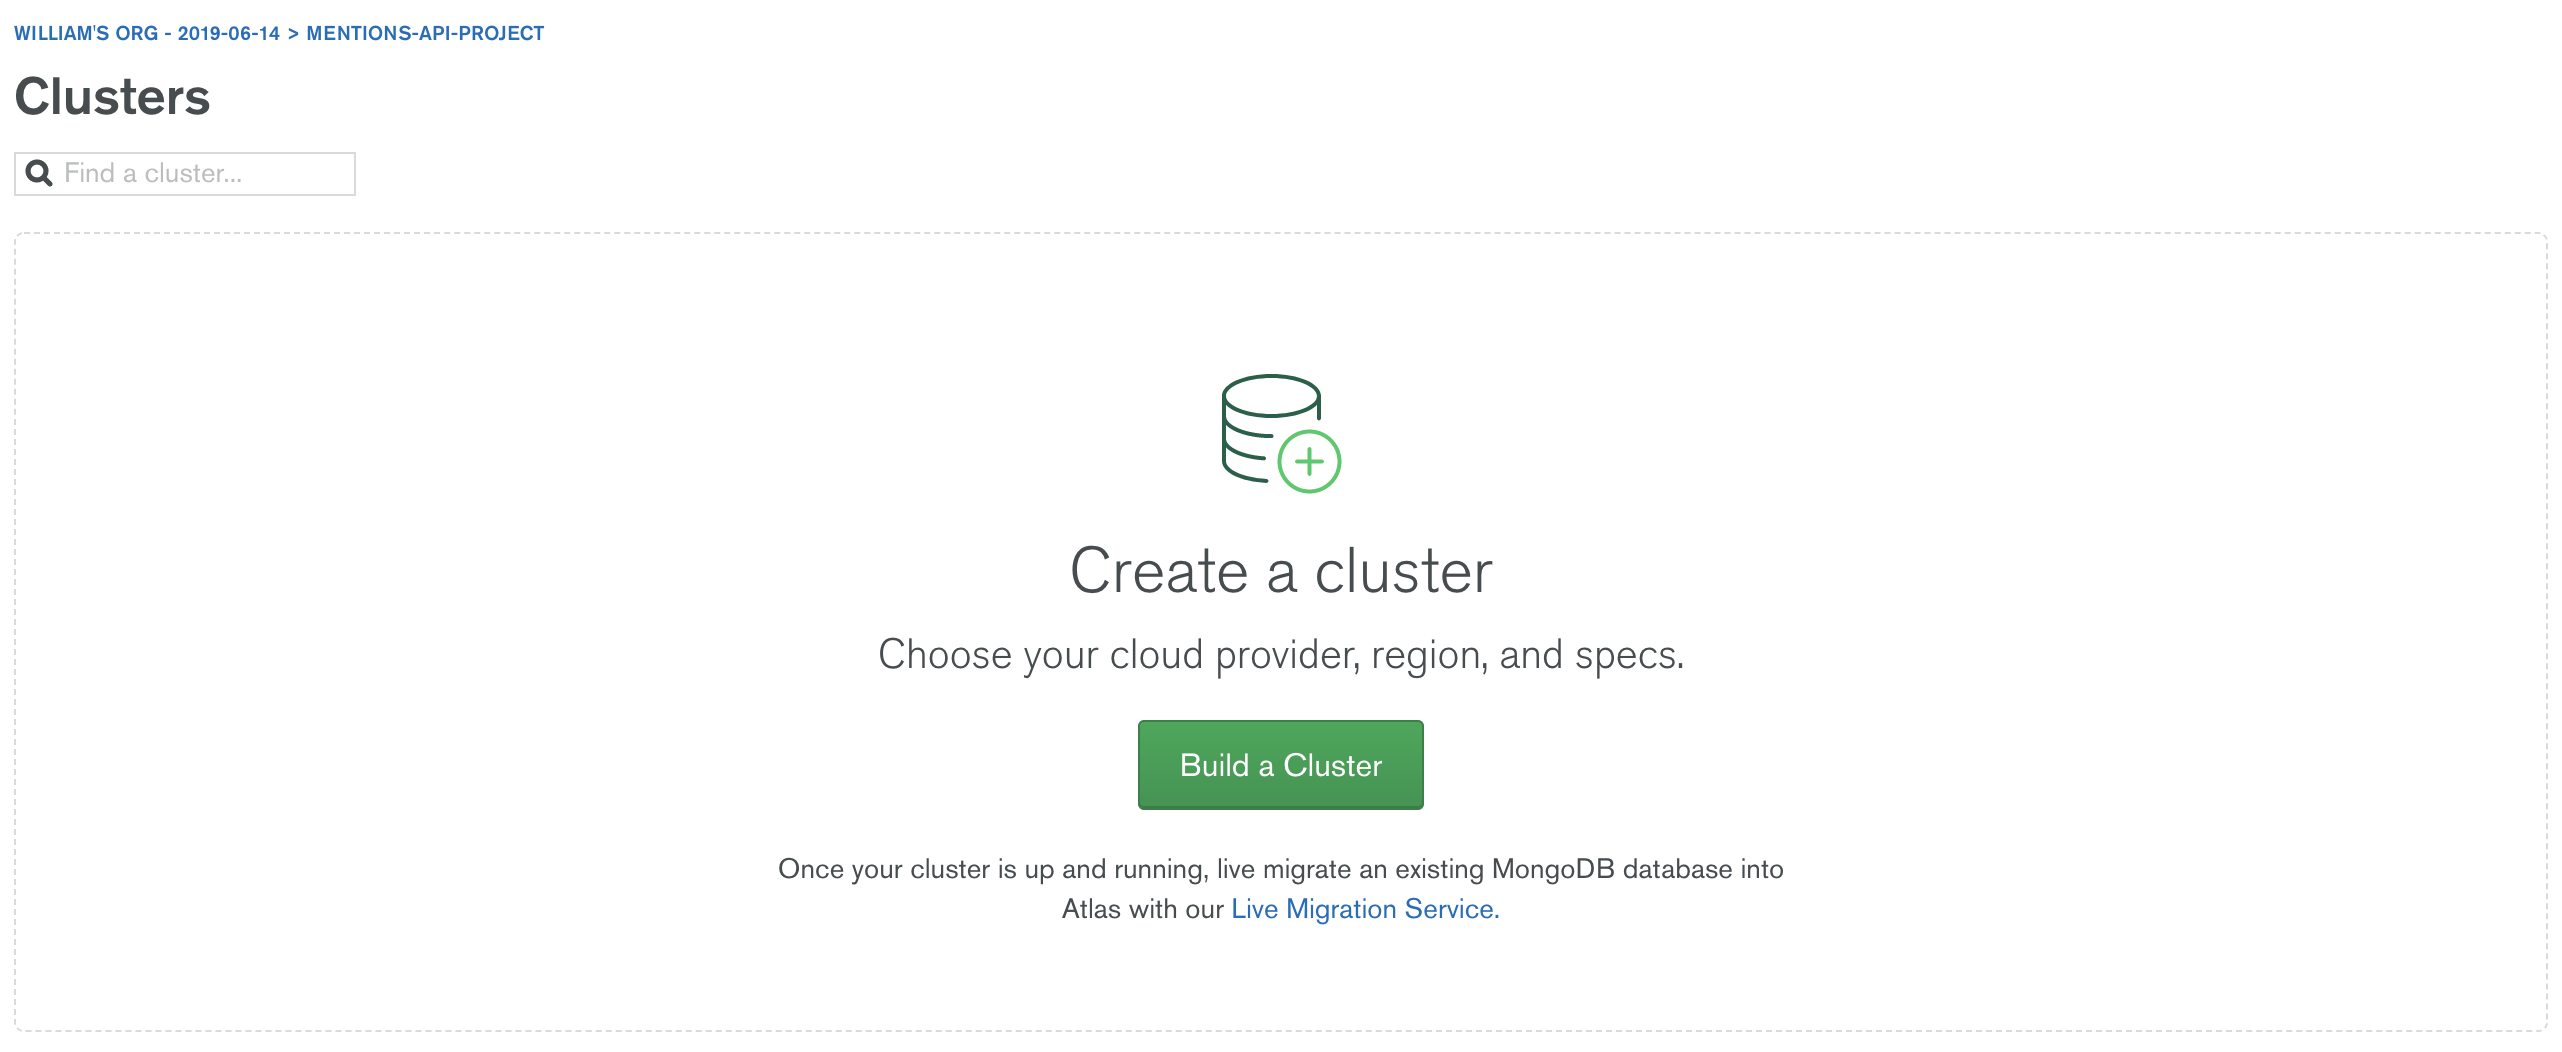 WILLIAM'S ORG - 2019-06-14 > MENTIONS-API-PROJECT
Clusters
Find a cluster...
Create a cluster
Choose your cloud provider, region, and specs.
Build a Cluster
Once your cluster is up and running, live migrate an existing MongoDB database into
Atlas with our Live Migration Service.